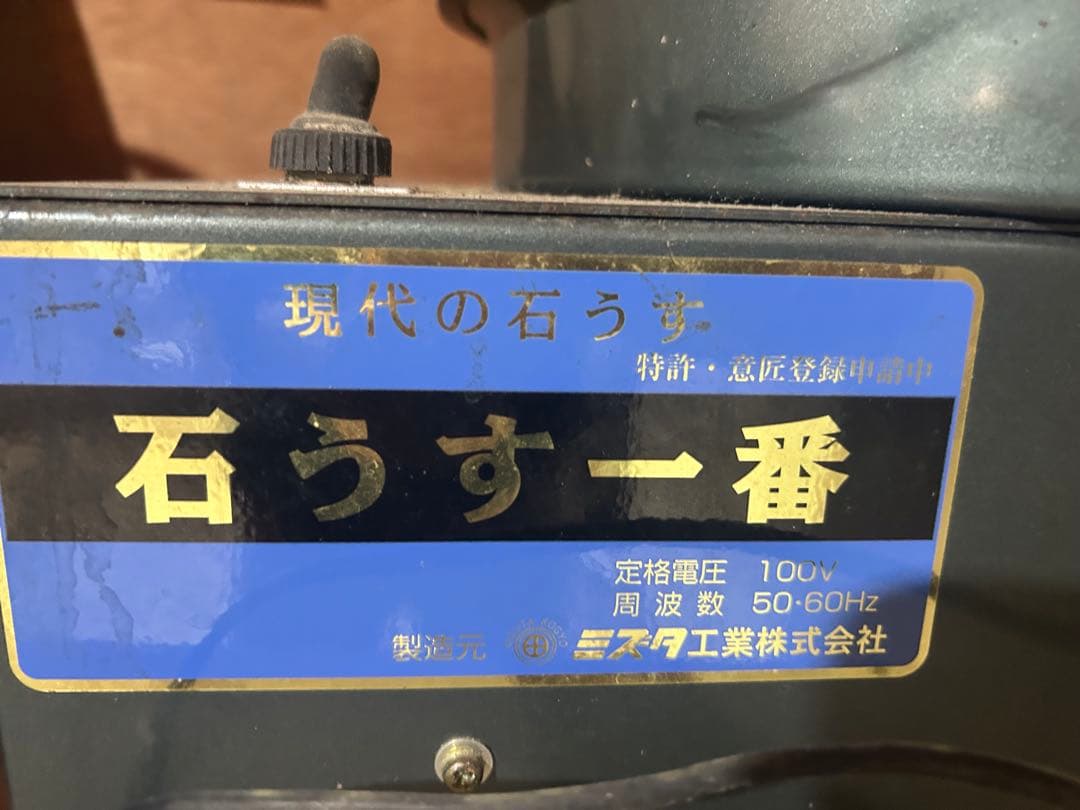 現代の石うす
特許・意匠登録申請中
石うす一番
定格電圧 100V
周波数 50・60Hz
製造元 田 ミズタ工業株式会社